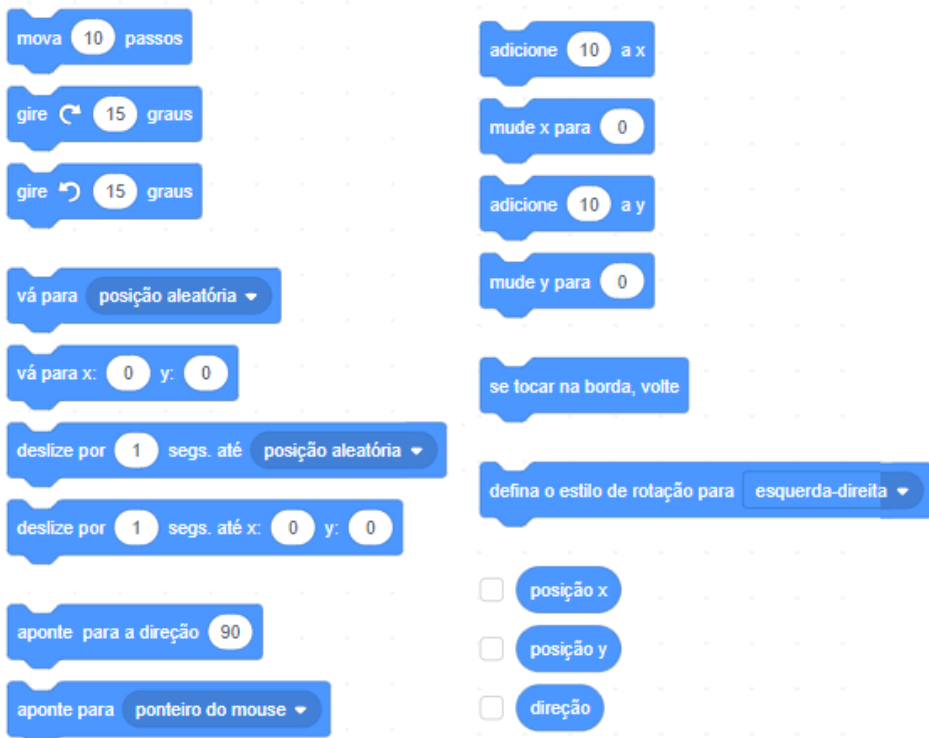 mova 10 passos
gire 15 graus
gire 15 graus
vá para posição aleatória
vá para x: 0 y: 0
deslize por 1 segs. até posição aleatória
deslize por 1 segs. até x: 0 y: 0
aponte para a direção 90
aponte para ponteiro do mouse
adicione 10 a x
mude x para 0
adicione 10 a y
mude y para 0
se tocar na borda, volte
defina o estilo de rotação para esquerda-direita
posição x
posição y
direção